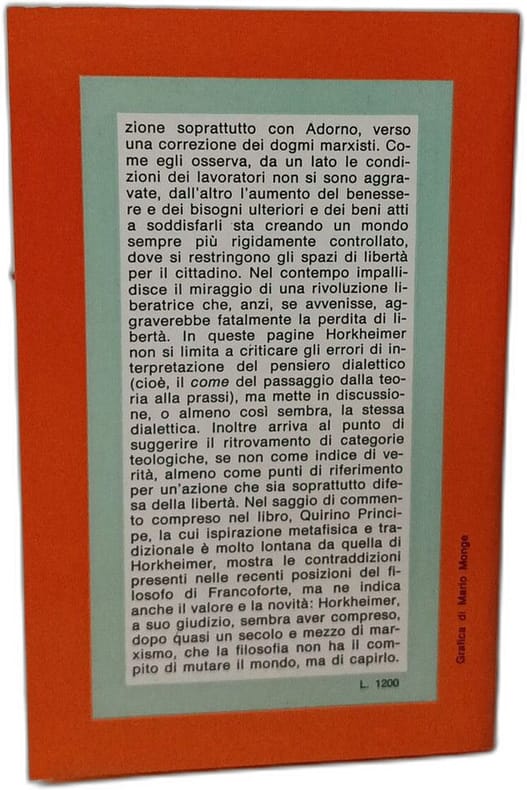 zione soprattutto con Adorno, verso
una correzione dei dogmi marxisti. Co-
me egli osserva, da un lato le condi-
zioni dei lavoratori non si sono aggra-
vate, dall'altro l'aumento del benesse-
re e dei bisogni ulteriori e dei beni atti
a soddisfarli sta creando un mondo
sempre più rigidamente controllato,
dove si restringono gli spazi di libertà
per il cittadino. Nel contempo impalli-
disce il miraggio di una rivoluzione li-
beratrice che, anzi, se avvenisse, ag-
graverebbe fatalmente la perdita di li-
bertà. In queste pagine Horkheimer
non si limita a criticare gli errori di in-
terpretazione del pensiero dialettico
(cioè, il come del passaggio dalla teo-
ria alla prassi), ma mette in discussio-
ne, o almeno così sembra, la stessa
dialettica. Inoltre arriva al punto di
suggerire il ritrovamento di categorie
teologiche, se non come indice di ve-
rità, almeno come punti di riferimento
per un'azione che sia soprattutto dife-
sa della libertà. Nel saggio di commen-
to compreso nel libro, Quirino Princi-
pe, la cui ispirazione metafisica e tra-
dizionale è molto lontana da quella di
Horkheimer, mostra le contraddizioni
presenti nelle recenti posizioni del fi-
losofo di Francoforte, ma ne indica
anche il valore e la novità: Horkheimer,
a suo giudizio, sembra aver compreso,
dopo quasi un secolo e mezzo di mar-
xismo, che la filosofia non ha il com-
pito di mutare il mondo, ma di capirlo.
L. 1200
Grafica di Mario Monge